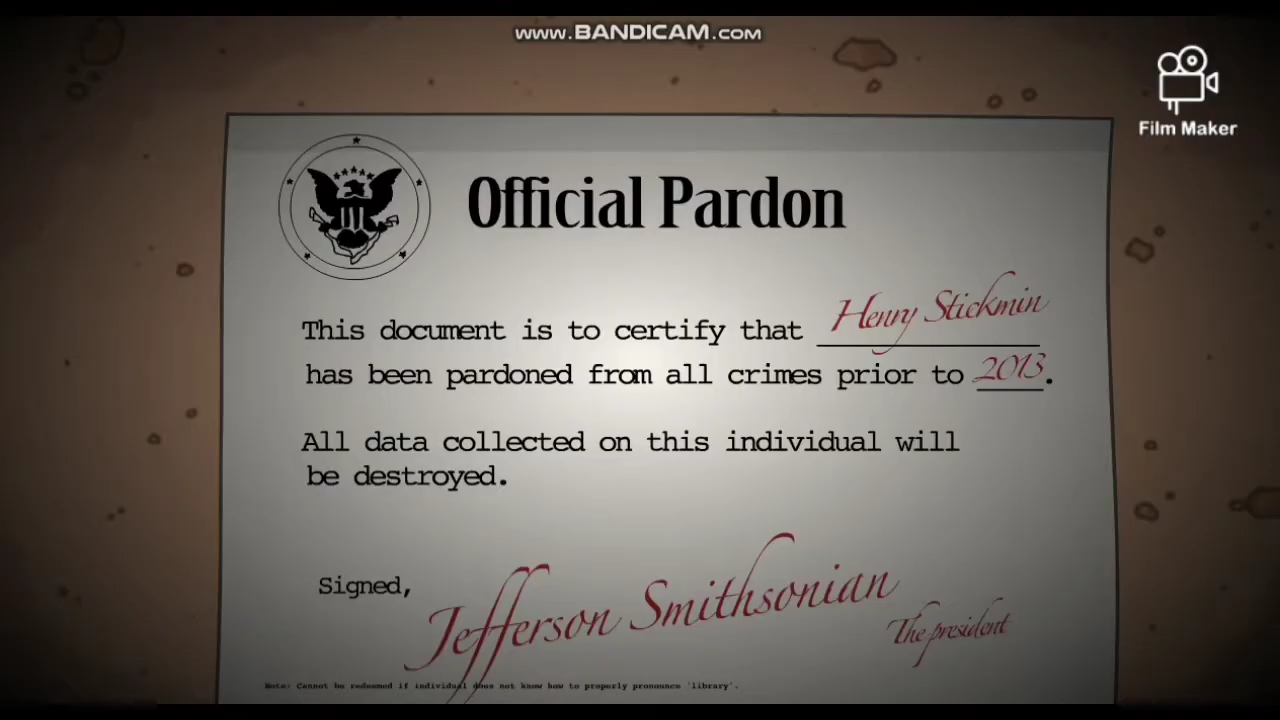 www.BANDICAM.com
Film Maker
Official Pardon
This document is to certify that Henry Stickmin
has been pardoned from all crimes prior to 2013.
All data collected on this individual will
be destroyed.
Signed,
Jefferson Smithsonian
The president
Note: Cannot be redeemed if individual does not know how to properly pronounce 'library'.